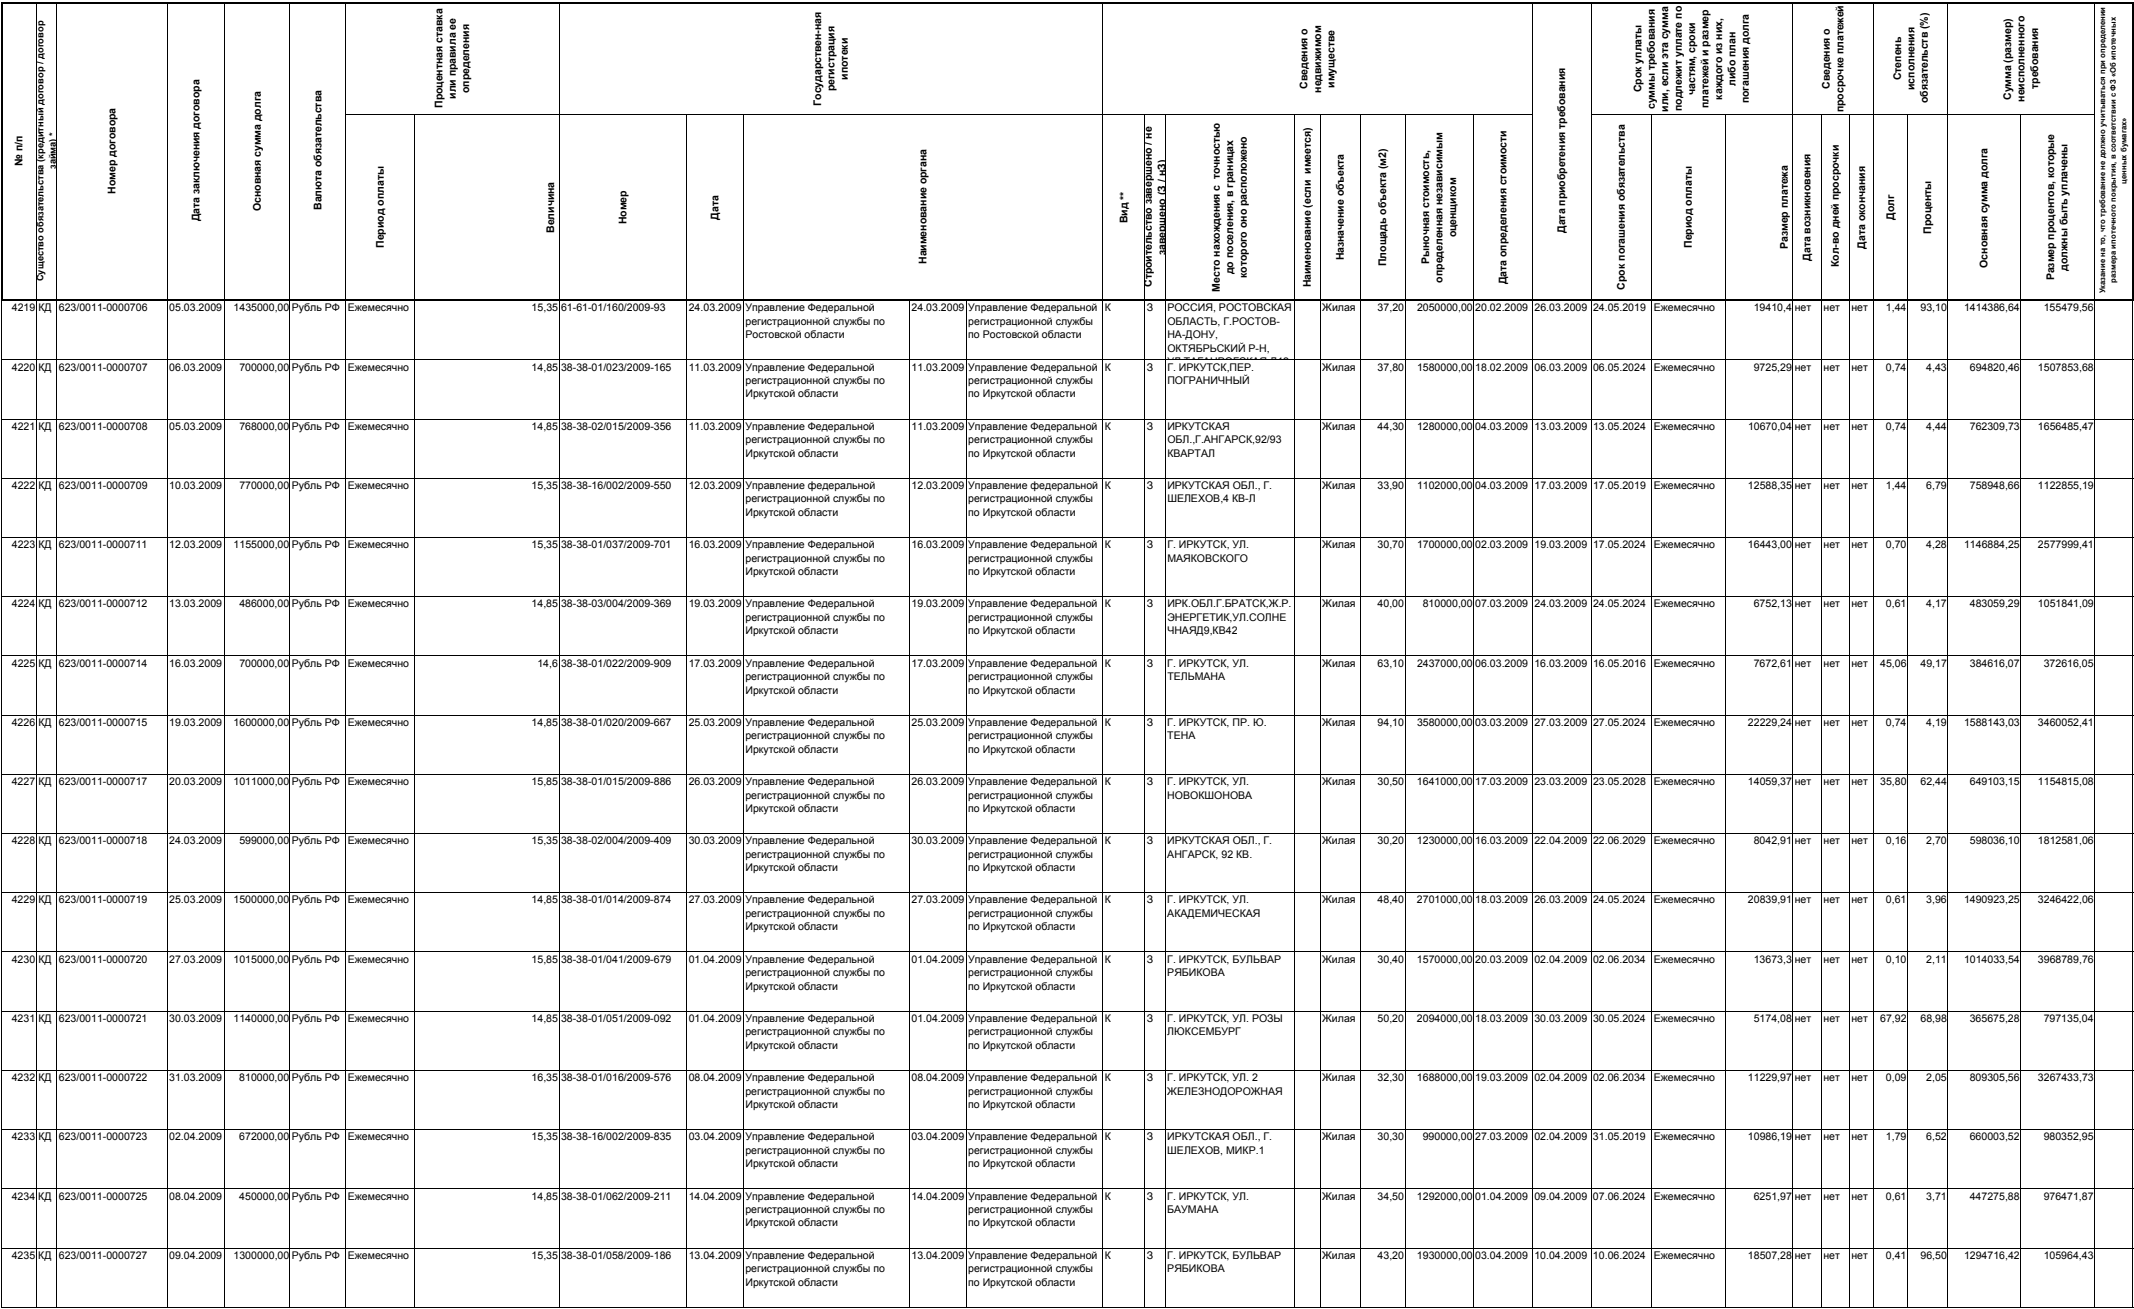 № п/п
Существо обязательства (кредитный договор / договор займа) *
Номер договора
Дата заключения договора
Основная сумма долга
Валюта обязательства
Процентная ставка или правила ее определения
Период оплаты
Величина
Государствен-ная регистрация ипотеки
Номер
Дата
Наименование органа
Сведения о недвижимом имуществе
Вид **
Строительство завершено / не завершено (З / нЗ)
Место нахождения с точностью до поселения, в границах которого оно расположено
Наименование (если имеется)
Назначение объекта
Площадь объекта (м2)
Рыночная стоимость, определенная независимым оценщиком
Дата определения стоимости
Дата приобретения требования
Срок уплаты суммы требования или, если эта сумма подлежит уплате по частям, сроки платежей и размер каждого из них, либо план погашения долга
Срок погашения обязательства
Период оплаты
Размер платежа
Сведения о просрочке платежей
Дата возникновения
Кол-во дней просрочки
Дата окончания
Степень исполнения обязательств (%)
Долг
Проценты
Сумма (размер) неисполненного требования
Основная сумма долга
Размер процентов, которые должны быть уплачены
Указание на то, что требование не должно учитываться при определении размера ипотечного покрытия, в соответствии с ФЗ «Об ипотечных ценных бумагах»
4219 КД 623/0011-0000706 05.03.2009 1435000,00 Рубль РФ Ежемесячно 15,35 61-61-01/160/2009-93 24.03.2009 Управление Федеральной регистрационной службы по Ростовской области 24.03.2009 Управление Федеральной регистрационной службы по Ростовской области К З РОССИЯ, РОСТОВСКАЯ ОБЛАСТЬ, Г.РОСТОВ-НА-ДОНУ, ОКТЯБРЬСКИЙ Р-Н, Жилая 37,20 2050000,00 20.02.2009 26.03.2009 24.05.2019 Ежемесячно 19410,4 нет нет нет 1,44 93,10 1414386,64 155479,56
4220 КД 623/0011-0000707 06.03.2009 700000,00 Рубль РФ Ежемесячно 14,85 38-38-01/023/2009-165 11.03.2009 Управление Федеральной регистрационной службы по Иркутской области 11.03.2009 Управление Федеральной регистрационной службы по Иркутской области К З Г. ИРКУТСК,ПЕР. ПОГРАНИЧНЫЙ Жилая 37,80 1580000,00 18.02.2009 06.03.2009 06.05.2024 Ежемесячно 9725,29 нет нет нет 0,74 4,43 694820,46 1507853,68
4221 КД 623/0011-0000708 05.03.2009 768000,00 Рубль РФ Ежемесячно 14,85 38-38-02/015/2009-356 11.03.2009 Управление Федеральной регистрационной службы по Иркутской области 11.03.2009 Управление Федеральной регистрационной службы по Иркутской области К З ИРКУТСКАЯ ОБЛ.,Г.АНГАРСК,92/93 КВАРТАЛ Жилая 44,30 1280000,00 04.03.2009 13.03.2009 13.05.2024 Ежемесячно 10670,04 нет нет нет 0,74 4,44 762309,73 1656485,47
4222 КД 623/0011-0000709 10.03.2009 770000,00 Рубль РФ Ежемесячно 15,35 38-38-16/002/2009-550 12.03.2009 Управление федеральной регистрационной службы по Иркутской области 12.03.2009 Управление федеральной регистрационной службы по Иркутской области К З ИРКУТСКАЯ ОБЛ., Г. ШЕЛЕХОВ,4 КВ-Л Жилая 33,90 1102000,00 04.03.2009 17.03.2009 17.05.2019 Ежемесячно 12588,35 нет нет нет 1,44 6,79 758948,66 1122855,19
4223 КД 623/0011-0000711 12.03.2009 1155000,00 Рубль РФ Ежемесячно 15,35 38-38-01/037/2009-701 16.03.2009 Управление Федеральной регистрационной службы по Иркутской области 16.03.2009 Управление Федеральной регистрационной службы по Иркутской области К З Г. ИРКУТСК, УЛ. МАЯКОВСКОГО Жилая 30,70 1700000,00 02.03.2009 19.03.2009 17.05.2024 Ежемесячно 16443,00 нет нет нет 0,70 4,28 1146884,25 2577999,41
4224 КД 623/0011-0000712 13.03.2009 486000,00 Рубль РФ Ежемесячно 14,85 38-38-03/004/2009-369 19.03.2009 Управление Федеральной регистрационной службы по Иркутской области 19.03.2009 Управление Федеральной регистрационной службы по Иркутской области К З ИРК.ОБЛ.Г.БРАТСК,Ж.Р. ЭНЕРГЕТИК,УЛ.СОЛНЕЧНАЯД9,КВ42 Жилая 40,00 810000,00 07.03.2009 24.03.2009 24.05.2024 Ежемесячно 6752,13 нет нет нет 0,61 4,17 483059,29 1051841,09
4225 КД 623/0011-0000714 16.03.2009 700000,00 Рубль РФ Ежемесячно 14,6 38-38-01/022/2009-909 17.03.2009 Управление Федеральной регистрационной службы по Иркутской области 17.03.2009 Управление Федеральной регистрационной службы по Иркутской области К З Г. ИРКУТСК, УЛ. ТЕЛЬМАНА Жилая 63,10 2437000,00 06.03.2009 16.03.2009 16.05.2016 Ежемесячно 7672,61 нет нет нет 45,06 49,17 384616,07 372616,05
4226 КД 623/0011-0000715 19.03.2009 1600000,00 Рубль РФ Ежемесячно 14,85 38-38-01/020/2009-667 25.03.2009 Управление Федеральной регистрационной службы по Иркутской области 25.03.2009 Управление Федеральной регистрационной службы по Иркутской области К З Г. ИРКУТСК, ПР. Ю. ТЕНА Жилая 94,10 3580000,00 03.03.2009 27.03.2009 27.05.2024 Ежемесячно 22229,24 нет нет нет 0,74 4,19 1588143,03 3460052,41
4227 КД 623/0011-0000717 20.03.2009 1011000,00 Рубль РФ Ежемесячно 15,85 38-38-01/015/2009-886 26.03.2009 Управление Федеральной регистрационной службы по Иркутской области 26.03.2009 Управление Федеральной регистрационной службы по Иркутской области К З Г. ИРКУТСК, УЛ. НОВОКШОНОВА Жилая 30,50 1641000,00 17.03.2009 23.03.2009 23.05.2028 Ежемесячно 14059,37 нет нет нет 35,80 62,44 649103,15 1154815,08
4228 КД 623/0011-0000718 24.03.2009 599000,00 Рубль РФ Ежемесячно 15,35 38-38-02/004/2009-409 30.03.2009 Управление Федеральной регистрационной службы по Иркутской области 30.03.2009 Управление Федеральной регистрационной службы по Иркутской области К З ИРКУТСКАЯ ОБЛ., Г. АНГАРСК, 92 КВ. Жилая 30,20 1230000,00 16.03.2009 22.04.2009 22.06.2029 Ежемесячно 8042,91 нет нет нет 0,16 2,70 598036,10 1812581,06
4229 КД 623/0011-0000719 25.03.2009 1500000,00 Рубль РФ Ежемесячно 14,85 38-38-01/014/2009-874 27.03.2009 Управление Федеральной регистрационной службы по Иркутской области 27.03.2009 Управление Федеральной регистрационной службы по Иркутской области К З Г. ИРКУТСК, УЛ. АКАДЕМИЧЕСКАЯ Жилая 48,40 2701000,00 18.03.2009 26.03.2009 24.05.2024 Ежемесячно 20839,91 нет нет нет 0,61 3,96 1490923,25 3246422,06
4230 КД 623/0011-0000720 27.03.2009 1015000,00 Рубль РФ Ежемесячно 15,85 38-38-01/041/2009-679 01.04.2009 Управление Федеральной регистрационной службы по Иркутской области 01.04.2009 Управление Федеральной регистрационной службы по Иркутской области К З Г. ИРКУТСК, БУЛЬВАР РЯБИКОВА Жилая 30,40 1570000,00 20.03.2009 02.04.2009 02.06.2034 Ежемесячно 13673,3 нет нет нет 0,10 2,11 1014033,54 3968789,76
4231 КД 623/0011-0000721 30.03.2009 1140000,00 Рубль РФ Ежемесячно 14,85 38-38-01/051/2009-092 01.04.2009 Управление Федеральной регистрационной службы по Иркутской области 01.04.2009 Управление Федеральной регистрационной службы по Иркутской области К З Г. ИРКУТСК, УЛ. РОЗЫ ЛЮКСЕМБУРГ Жилая 50,20 2094000,00 18.03.2009 30.03.2009 30.05.2024 Ежемесячно 5174,08 нет нет нет 67,92 68,98 365675,28 797135,04
4232 КД 623/0011-0000722 31.03.2009 810000,00 Рубль РФ Ежемесячно 16,35 38-38-01/016/2009-576 08.04.2009 Управление Федеральной регистрационной службы по Иркутской области 08.04.2009 Управление Федеральной регистрационной службы по Иркутской области К З Г. ИРКУТСК, УЛ. 2 ЖЕЛЕЗНОДОРОЖНАЯ Жилая 32,30 1688000,00 19.03.2009 02.04.2009 02.06.2034 Ежемесячно 11229,97 нет нет нет 0,09 2,05 809305,56 3267433,73
4233 КД 623/0011-0000723 02.04.2009 672000,00 Рубль РФ Ежемесячно 15,35 38-38-16/002/2009-835 03.04.2009 Управление Федеральной регистрационной службы по Иркутской области 03.04.2009 Управление Федеральной регистрационной службы по Иркутской области К З ИРКУТСКАЯ ОБЛ., Г. ШЕЛЕХОВ, МИКР.1 Жилая 30,30 990000,00 27.03.2009 02.04.2009 31.05.2019 Ежемесячно 10986,19 нет нет нет 1,79 6,52 660003,52 980352,95
4234 КД 623/0011-0000725 08.04.2009 450000,00 Рубль РФ Ежемесячно 14,85 38-38-01/062/2009-211 14.04.2009 Управление Федеральной регистрационной службы по Иркутской области 14.04.2009 Управление Федеральной регистрационной службы по Иркутской области К З Г. ИРКУТСК, УЛ. БАУМАНА Жилая 34,50 1292000,00 01.04.2009 09.04.2009 07.06.2024 Ежемесячно 6251,97 нет нет нет 0,61 3,71 447275,88 976471,87
4235 КД 623/0011-0000727 09.04.2009 1300000,00 Рубль РФ Ежемесячно 15,35 38-38-01/058/2009-186 13.04.2009 Управление Федеральной регистрационной службы по Иркутской области 13.04.2009 Управление Федеральной регистрационной службы по Иркутской области К З Г. ИРКУТСК, БУЛЬВАР РЯБИКОВА Жилая 43,20 1930000,00 03.04.2009 10.04.2009 10.06.2024 Ежемесячно 18507,28 нет нет нет 0,41 96,50 1294716,42 105964,43